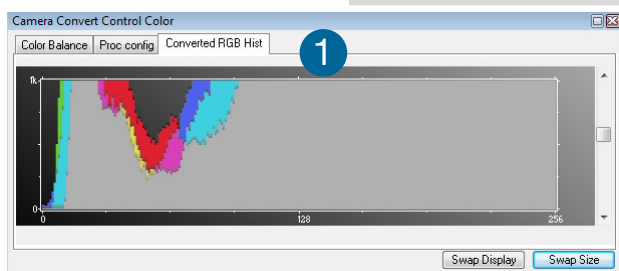 Camera Convert Control Color
Color Balance Proc config Converted RGB Hist
1
1k
0
0 128 256
Swap Display Swap Size